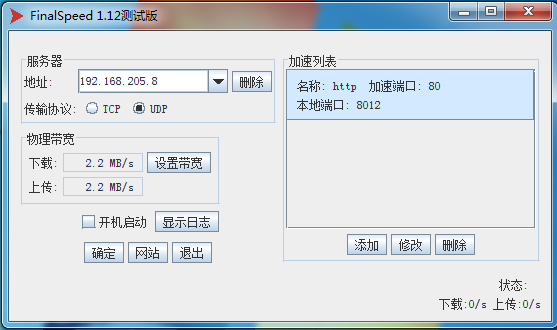 FinalSpeed 1.12测试版
服务器
地址: 192.168.205.8 删除
传输协议: TCP UDP
物理带宽
下载: 2.2 MB/s 设置带宽
上传: 2.2 MB/s
开机启动 显示日志
确定 网站 退出
加速列表
名称: http 加速端口: 80
本地端口: 8012
添加 修改 删除
状态:
下载:0/s 上传:0/s